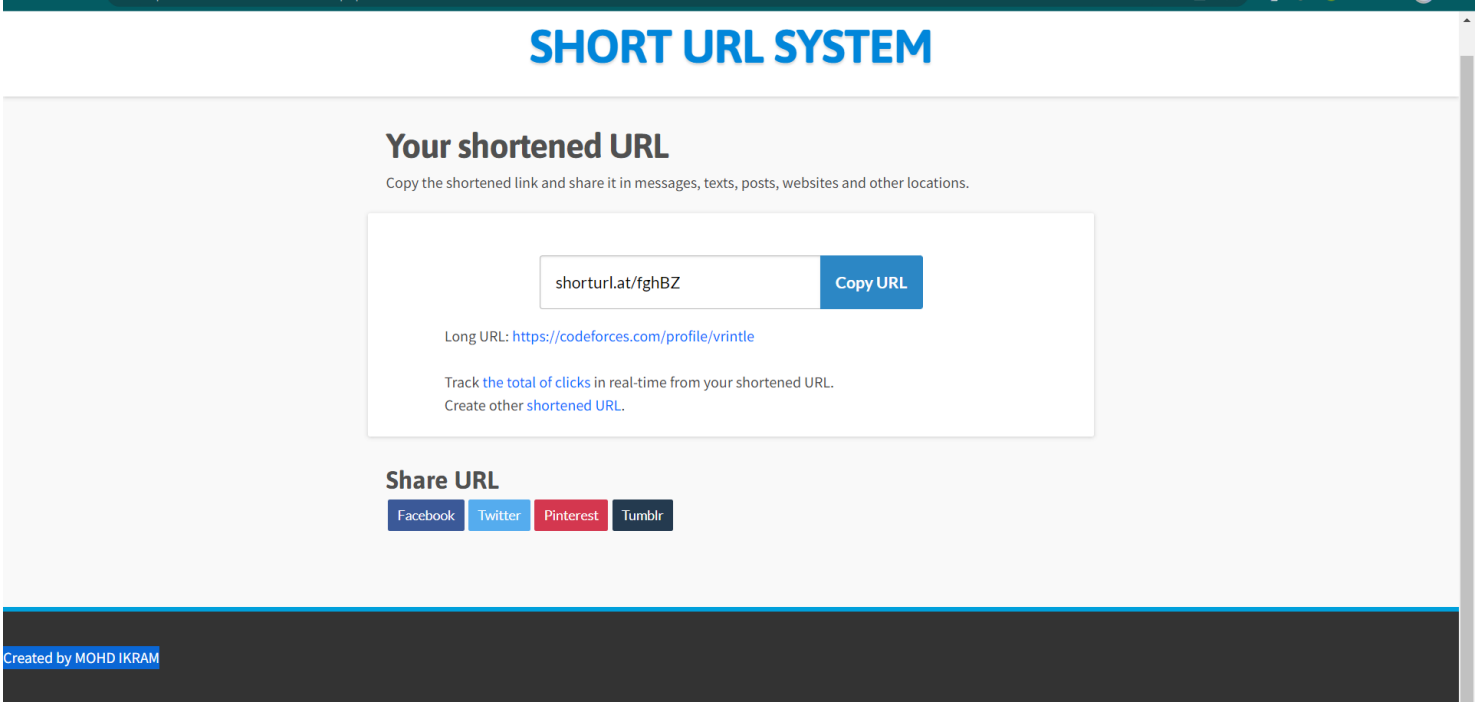 SHORT URL SYSTEM
Your shortened URL
Copy the shortened link and share it in messages, texts, posts, websites and other locations.
shorturl.at/fghBZ Copy URL
Long URL: https://codeforces.com/profile/vrintle
Track the total of clicks in real-time from your shortened URL.
Create other shortened URL.
Share URL
Facebook Twitter Pinterest Tumblr
Created by MOHD IKRAM